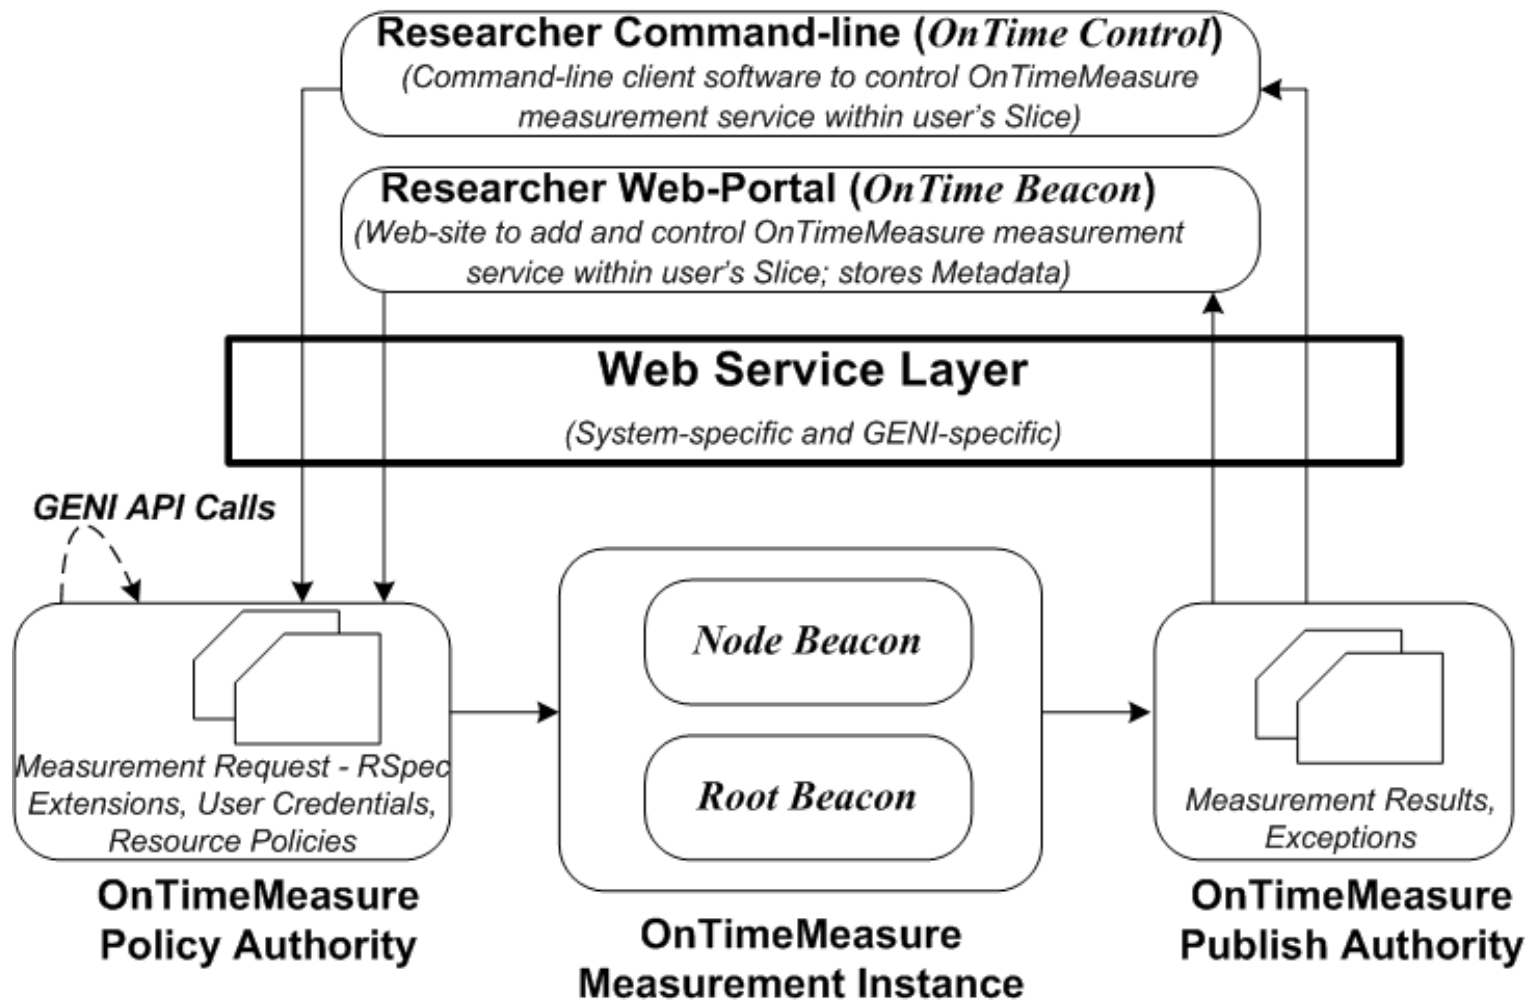 Researcher Command-line (OnTime Control)
(Command-line client software to control OnTimeMeasure
measurement service within user's Slice)
Researcher Web-Portal (OnTime Beacon)
(Web-site to add and control OnTimeMeasure measurement
service within user's Slice; stores Metadata)
Web Service Layer
(System-specific and GENI-specific)
GENI API Calls
Measurement Request - RSpec
Extensions, User Credentials,
Resource Policies
OnTimeMeasure
Policy Authority
Node Beacon
Root Beacon
OnTimeMeasure
Measurement Instance
Measurement Results,
Exceptions
OnTimeMeasure
Publish Authority